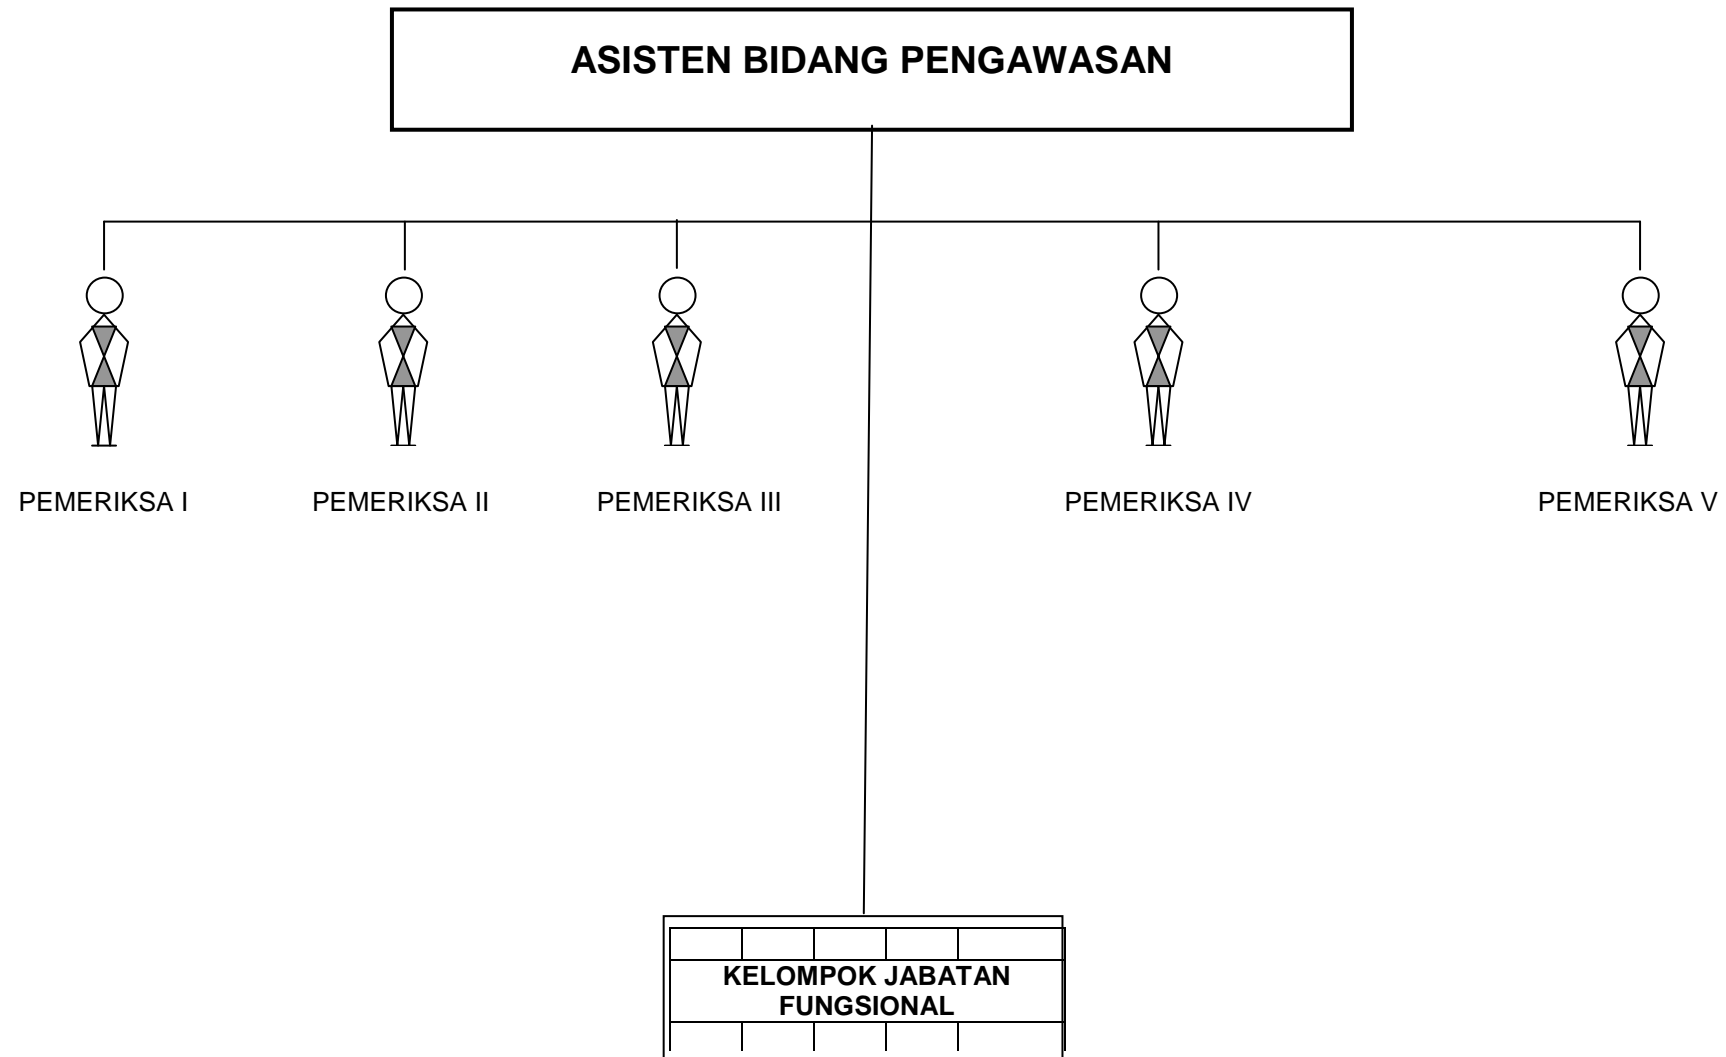 ASISTEN BIDANG PENGAWASAN
PEMERIKSA I
PEMERIKSA II
PEMERIKSA III
PEMERIKSA IV
PEMERIKSA V
KELOMPOK JABATAN
FUNGSIONAL